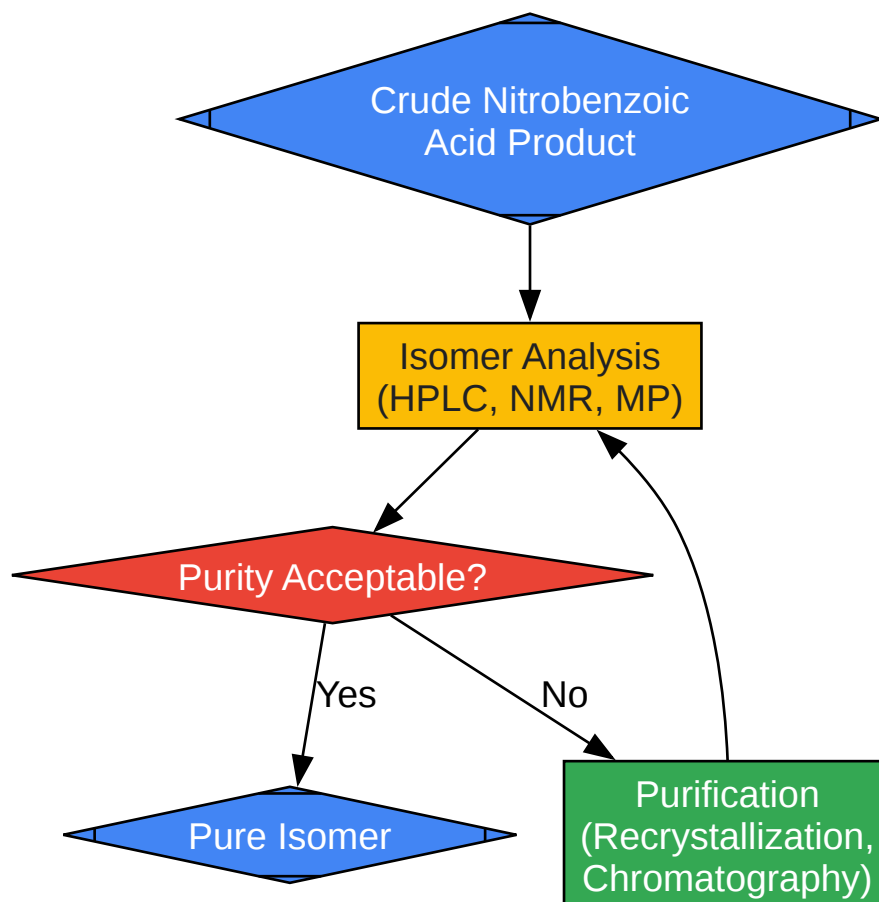 Crude Nitrobenzoic
Acid Product
Isomer Analysis
(HPLC, NMR, MP)
Purity Acceptable?
Yes
No
Pure Isomer
Purification
(Recrystallization,
Chromatography)